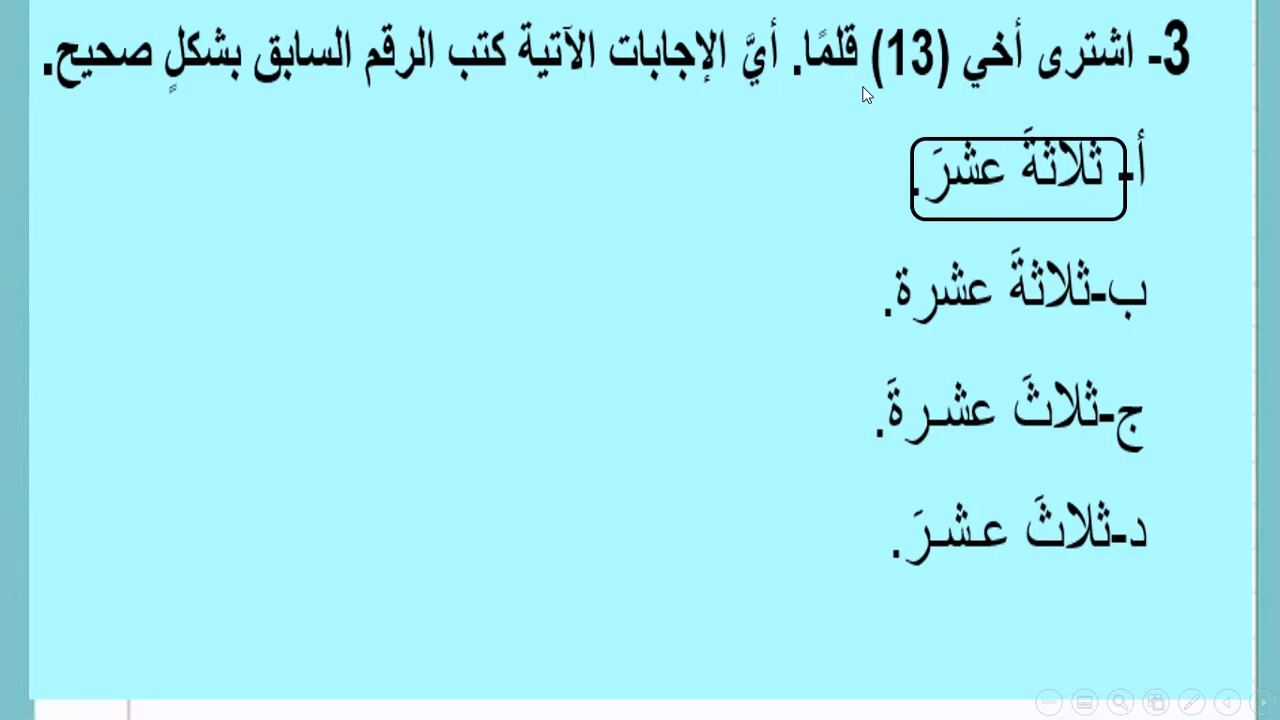 3- اشترى أخي (13) قلمًا. أيَّ الإجابات الآتية كتب الرقم السابق بشكلٍ صحيح.
أ- ثلاثةَ عشرَ.
ب-ثلاثةَ عشرة.
ج-ثلاثَ عشرةَ.
د-ثلاثَ عشرَ.